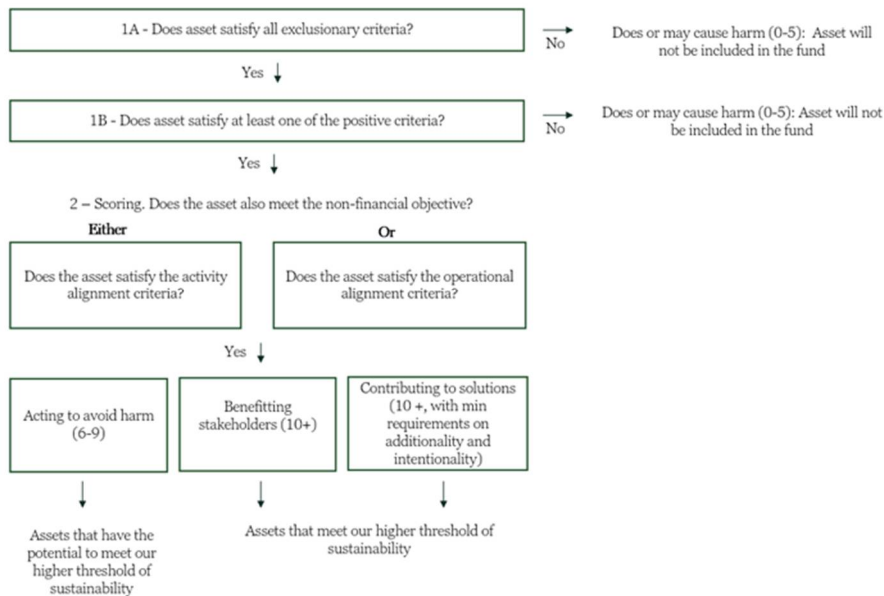 1A - Does asset satisfy all exclusionary criteria?
No
Does or may cause harm (0-5): Asset will
not be included in the fund
Yes
1B - Does asset satisfy at least one of the positive criteria?
No
Does or may cause harm (0-5): Asset will not
be included in the fund
Yes
2 – Scoring. Does the asset also meet the non-financial objective?
Either
Or
Does the asset satisfy the activity
alignment criteria?
Does the asset satisfy the operational
alignment criteria?
Yes
Acting to avoid harm
(6-9)
Benefitting
stakeholders (10+)
Contributing to solutions
(10 +, with min
requirements on
additionality and
intentionality)
Assets that have the
potential to meet our
higher threshold of
sustainability
Assets that meet our higher threshold of
sustainability